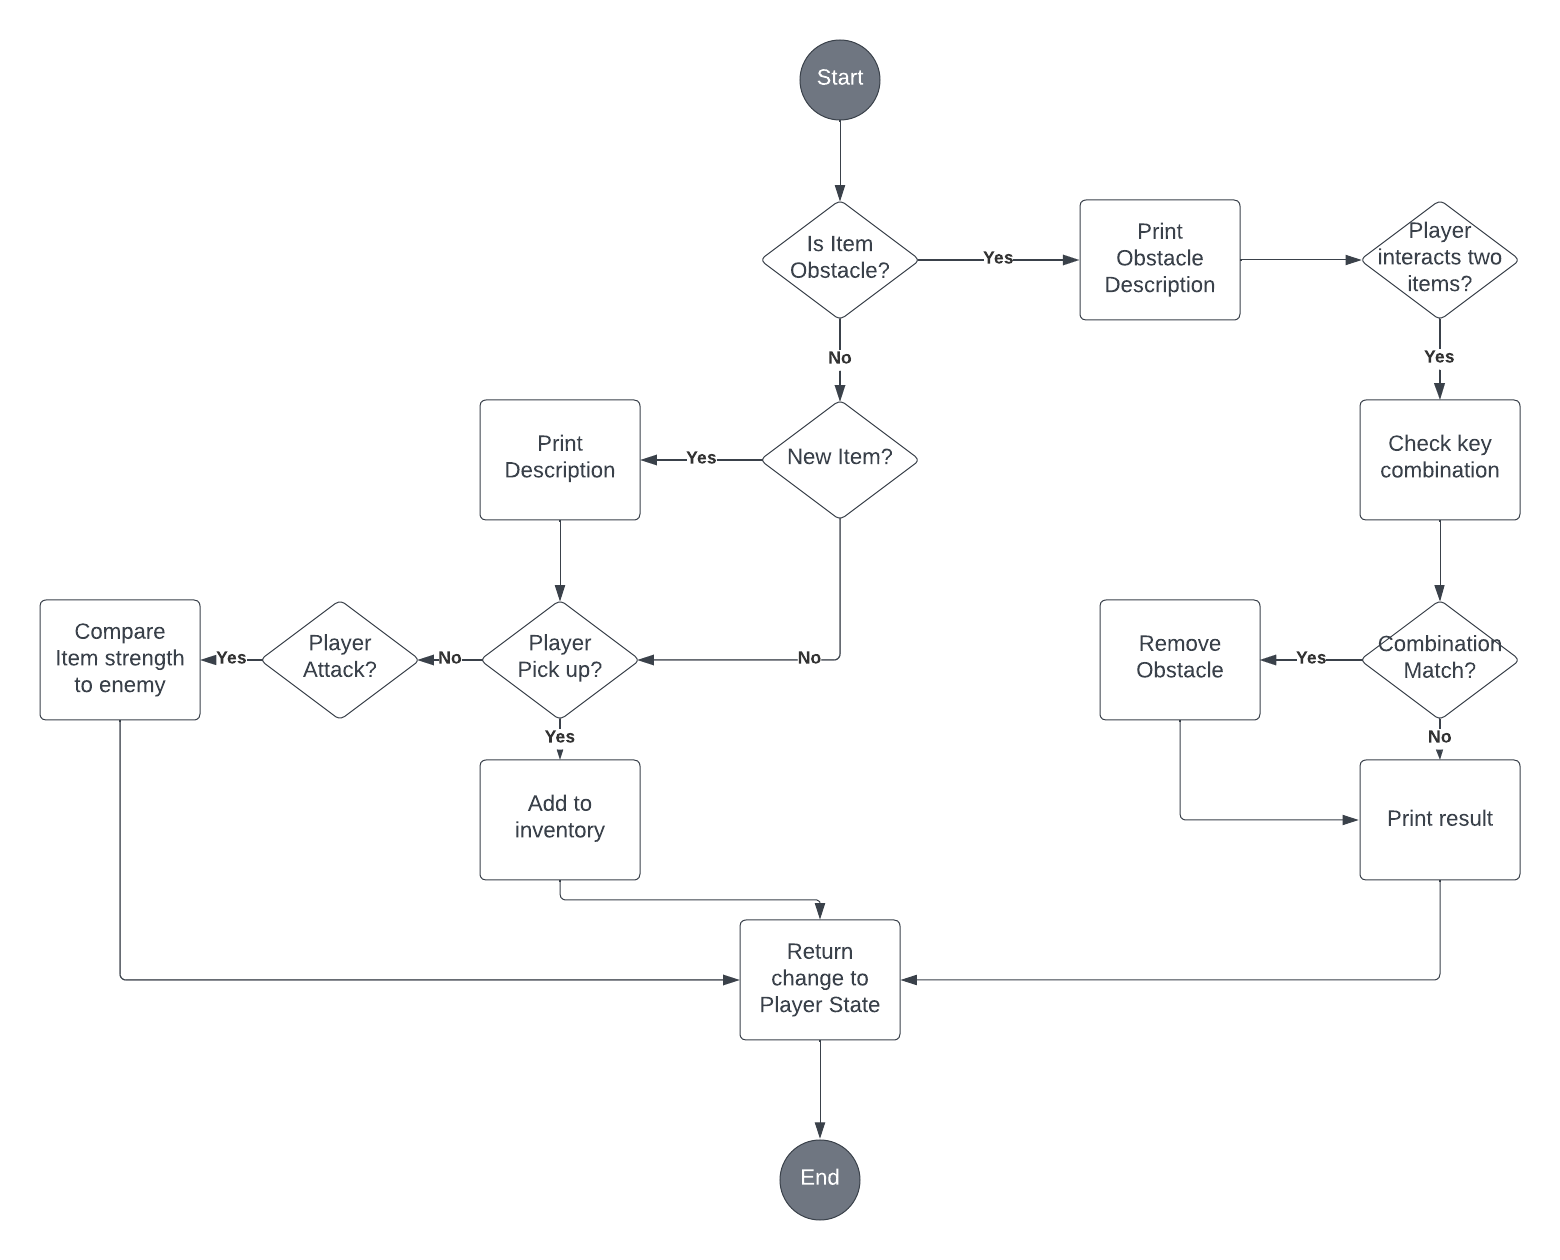 Start
Is Item
Obstacle?
Yes
Print
Obstacle
Description
Player
interacts two
items?
No
Yes
Print
Description
Yes
New Item?
Check key
combination
Compare
Item strength
to enemy
Yes
Player
Attack?
No
Player
Pick up?
No
Remove
Obstacle
Yes
Combination
Match?
Yes
No
Add to
inventory
Print result
Return
change to
Player State
End